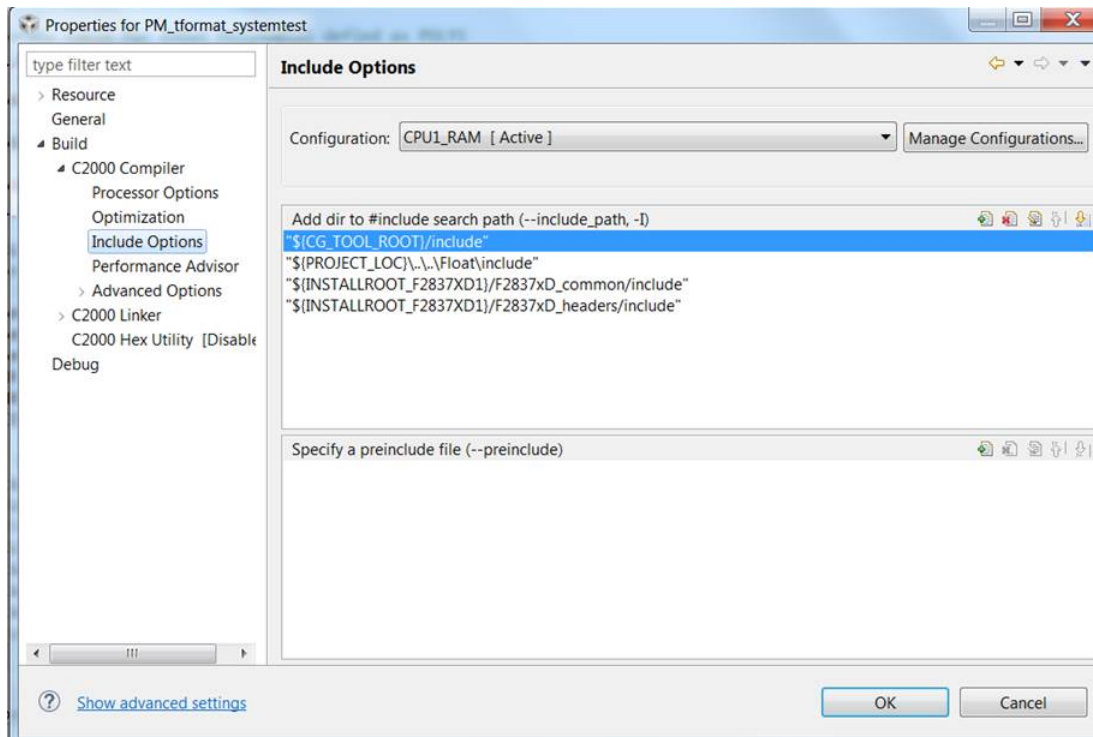 Properties for PM_tformat_systemtest
type filter text
Resource
General
Build
C2000 Compiler
Processor Options
Optimization
Include Options
Performance Advisor
Advanced Options
C2000 Linker
C2000 Hex Utility [Disable
Debug
Include Options
Configuration: CPU1_RAM [ Active ]
Manage Configurations...
Add dir to #include search path (--include_path, -I)
"${CG_TOOL_ROOT}/include"
"${PROJECT_LOC}\..\..\Float\include"
"${INSTALLROOT_F2837XD1}/F2837xD_common/include"
"${INSTALLROOT_F2837XD1}/F2837xD_headers/include"
Specify a preinclude file (--preinclude)
Show advanced settings
OK
Cancel